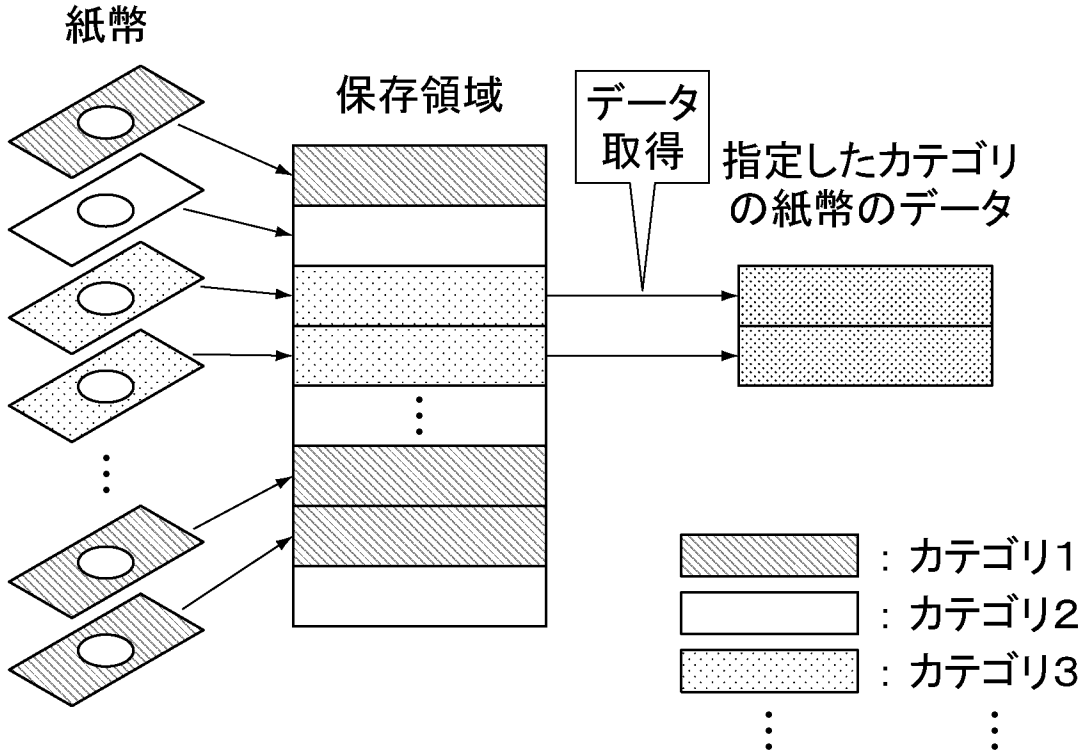 紙幣
保存領域
データ
取得
指定したカテゴリ
の紙幣のデータ
：カテゴリ１
：カテゴリ２
：カテゴリ３